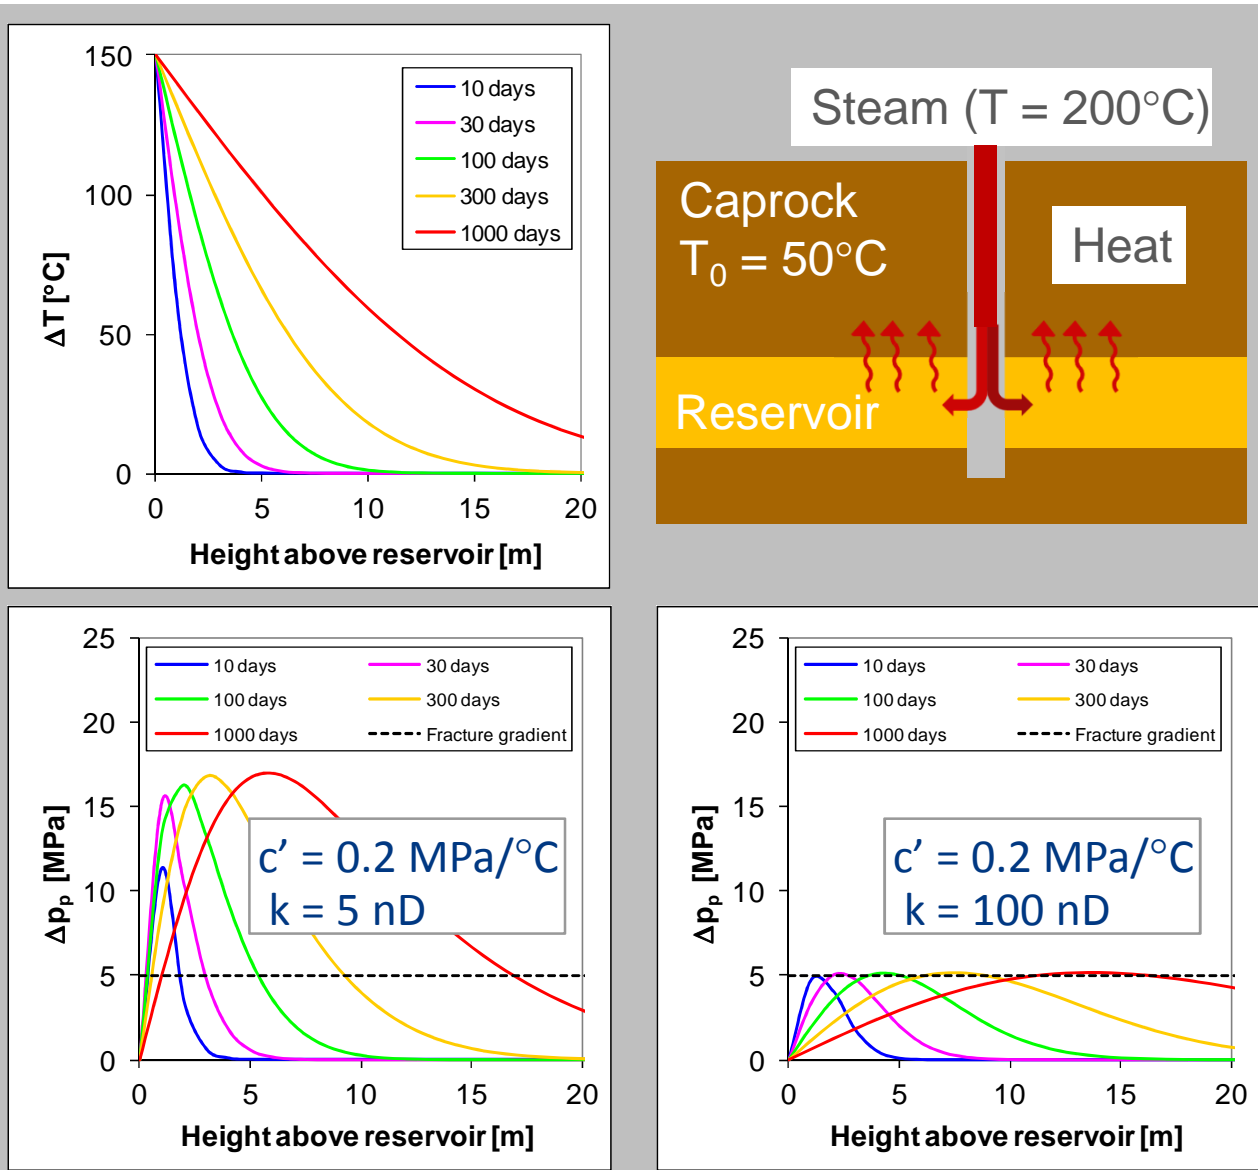 150
100
50
0
0
5
10
15
20
ΔT [°C]
Height above reservoir [m]
10 days
30 days
100 days
300 days
1000 days
Steam (T = 200°C)
Caprock
T₀ = 50°C
Heat
Reservoir
25
20
15
10
5
0
0
5
10
15
20
Δpₚ [MPa]
Height above reservoir [m]
10 days
30 days
100 days
300 days
1000 days
Fracture gradient
c’ = 0.2 MPa/°C
k = 5 nD
25
20
15
10
5
0
0
5
10
15
20
Δpₚ [MPa]
Height above reservoir [m]
10 days
30 days
100 days
300 days
1000 days
Fracture gradient
c’ = 0.2 MPa/°C
k = 100 nD